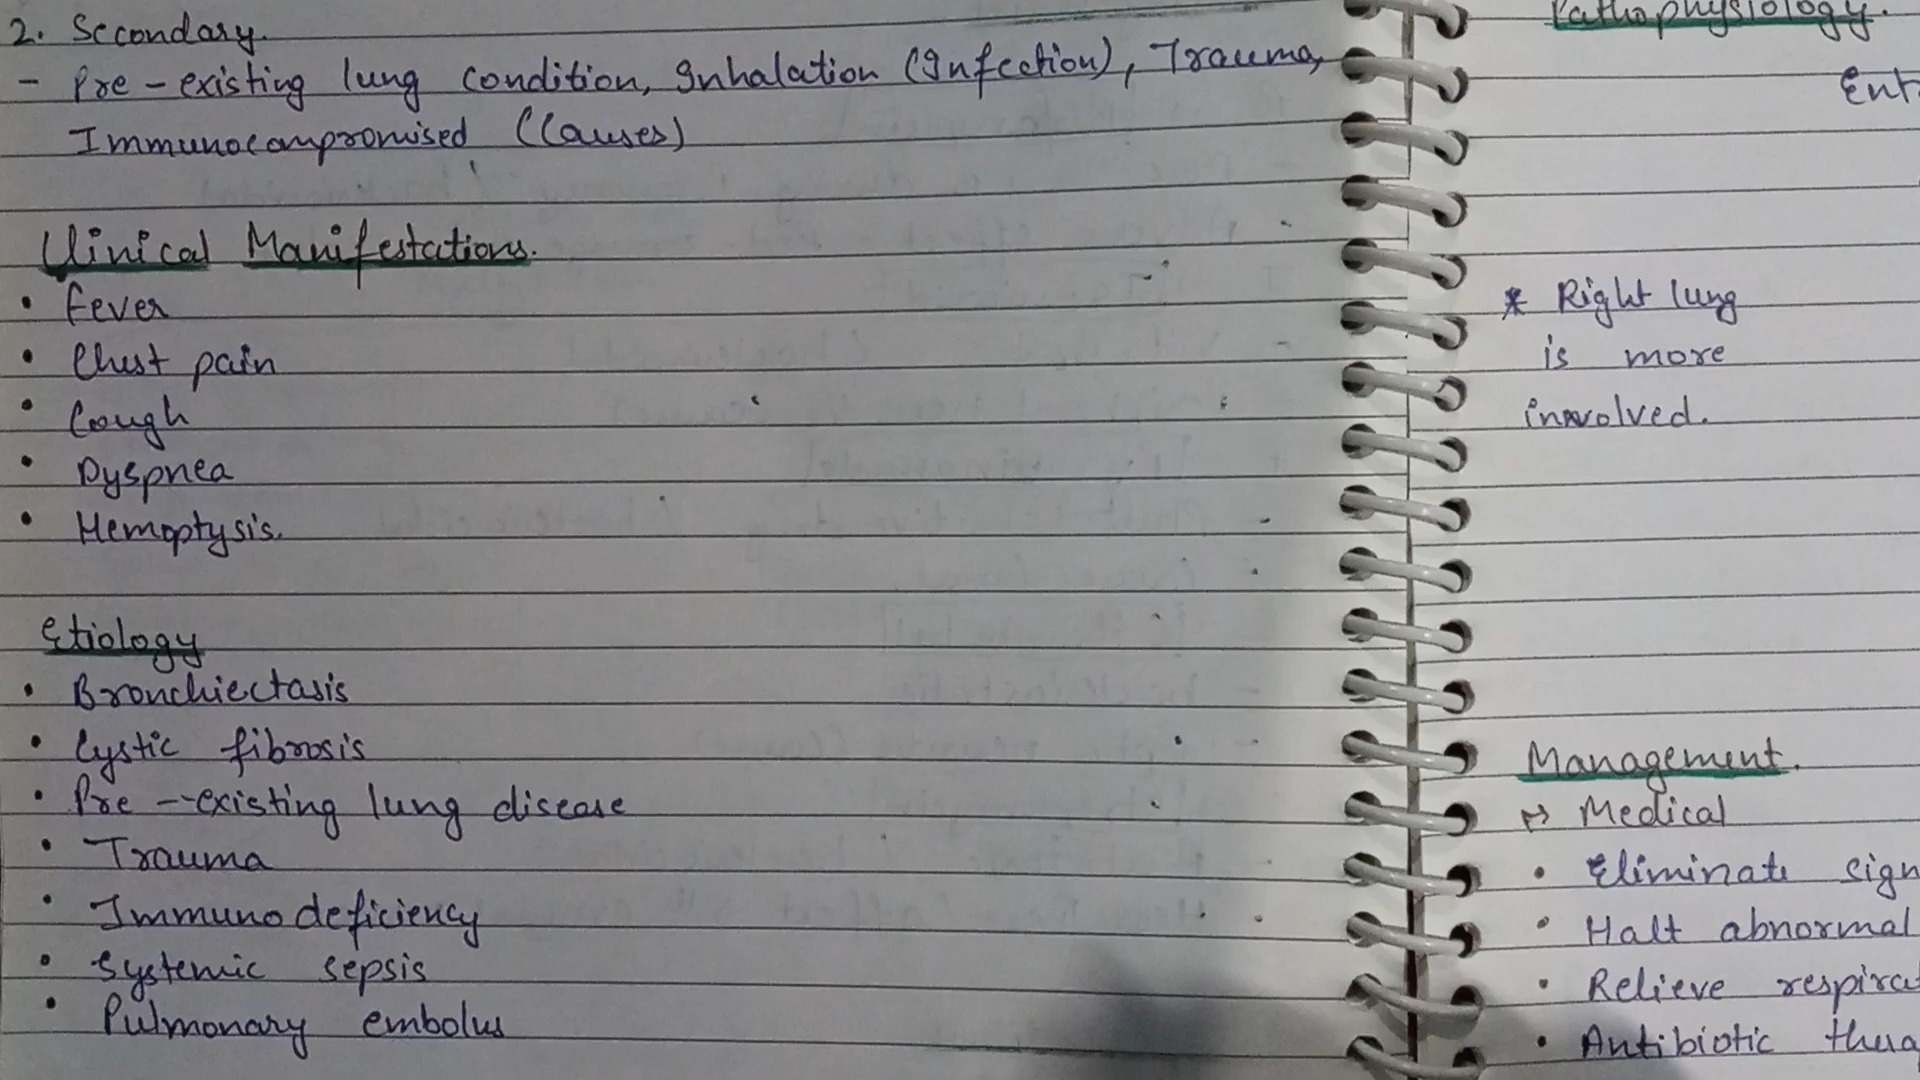 2. Secondary.
- Pre-existing lung condition, Inhalation (Infection), Trauma,
Immunocompromised (Causes)
Clinical Manifestations.
• Fever
• Chest pain
• Cough
• Dyspnea
• Hemoptysis.
Etiology
• Bronchiectasis
• Cystic fibrosis
• Pre-existing lung disease
• Trauma
• Immunodeficiency
• Systemic sepsis
• Pulmonary embolus
Pathophysiology.
* Right lung
is more
involved.
Management.
Medical
• Eliminate sign
• Halt abnormal
• Relieve
• Antibiotic